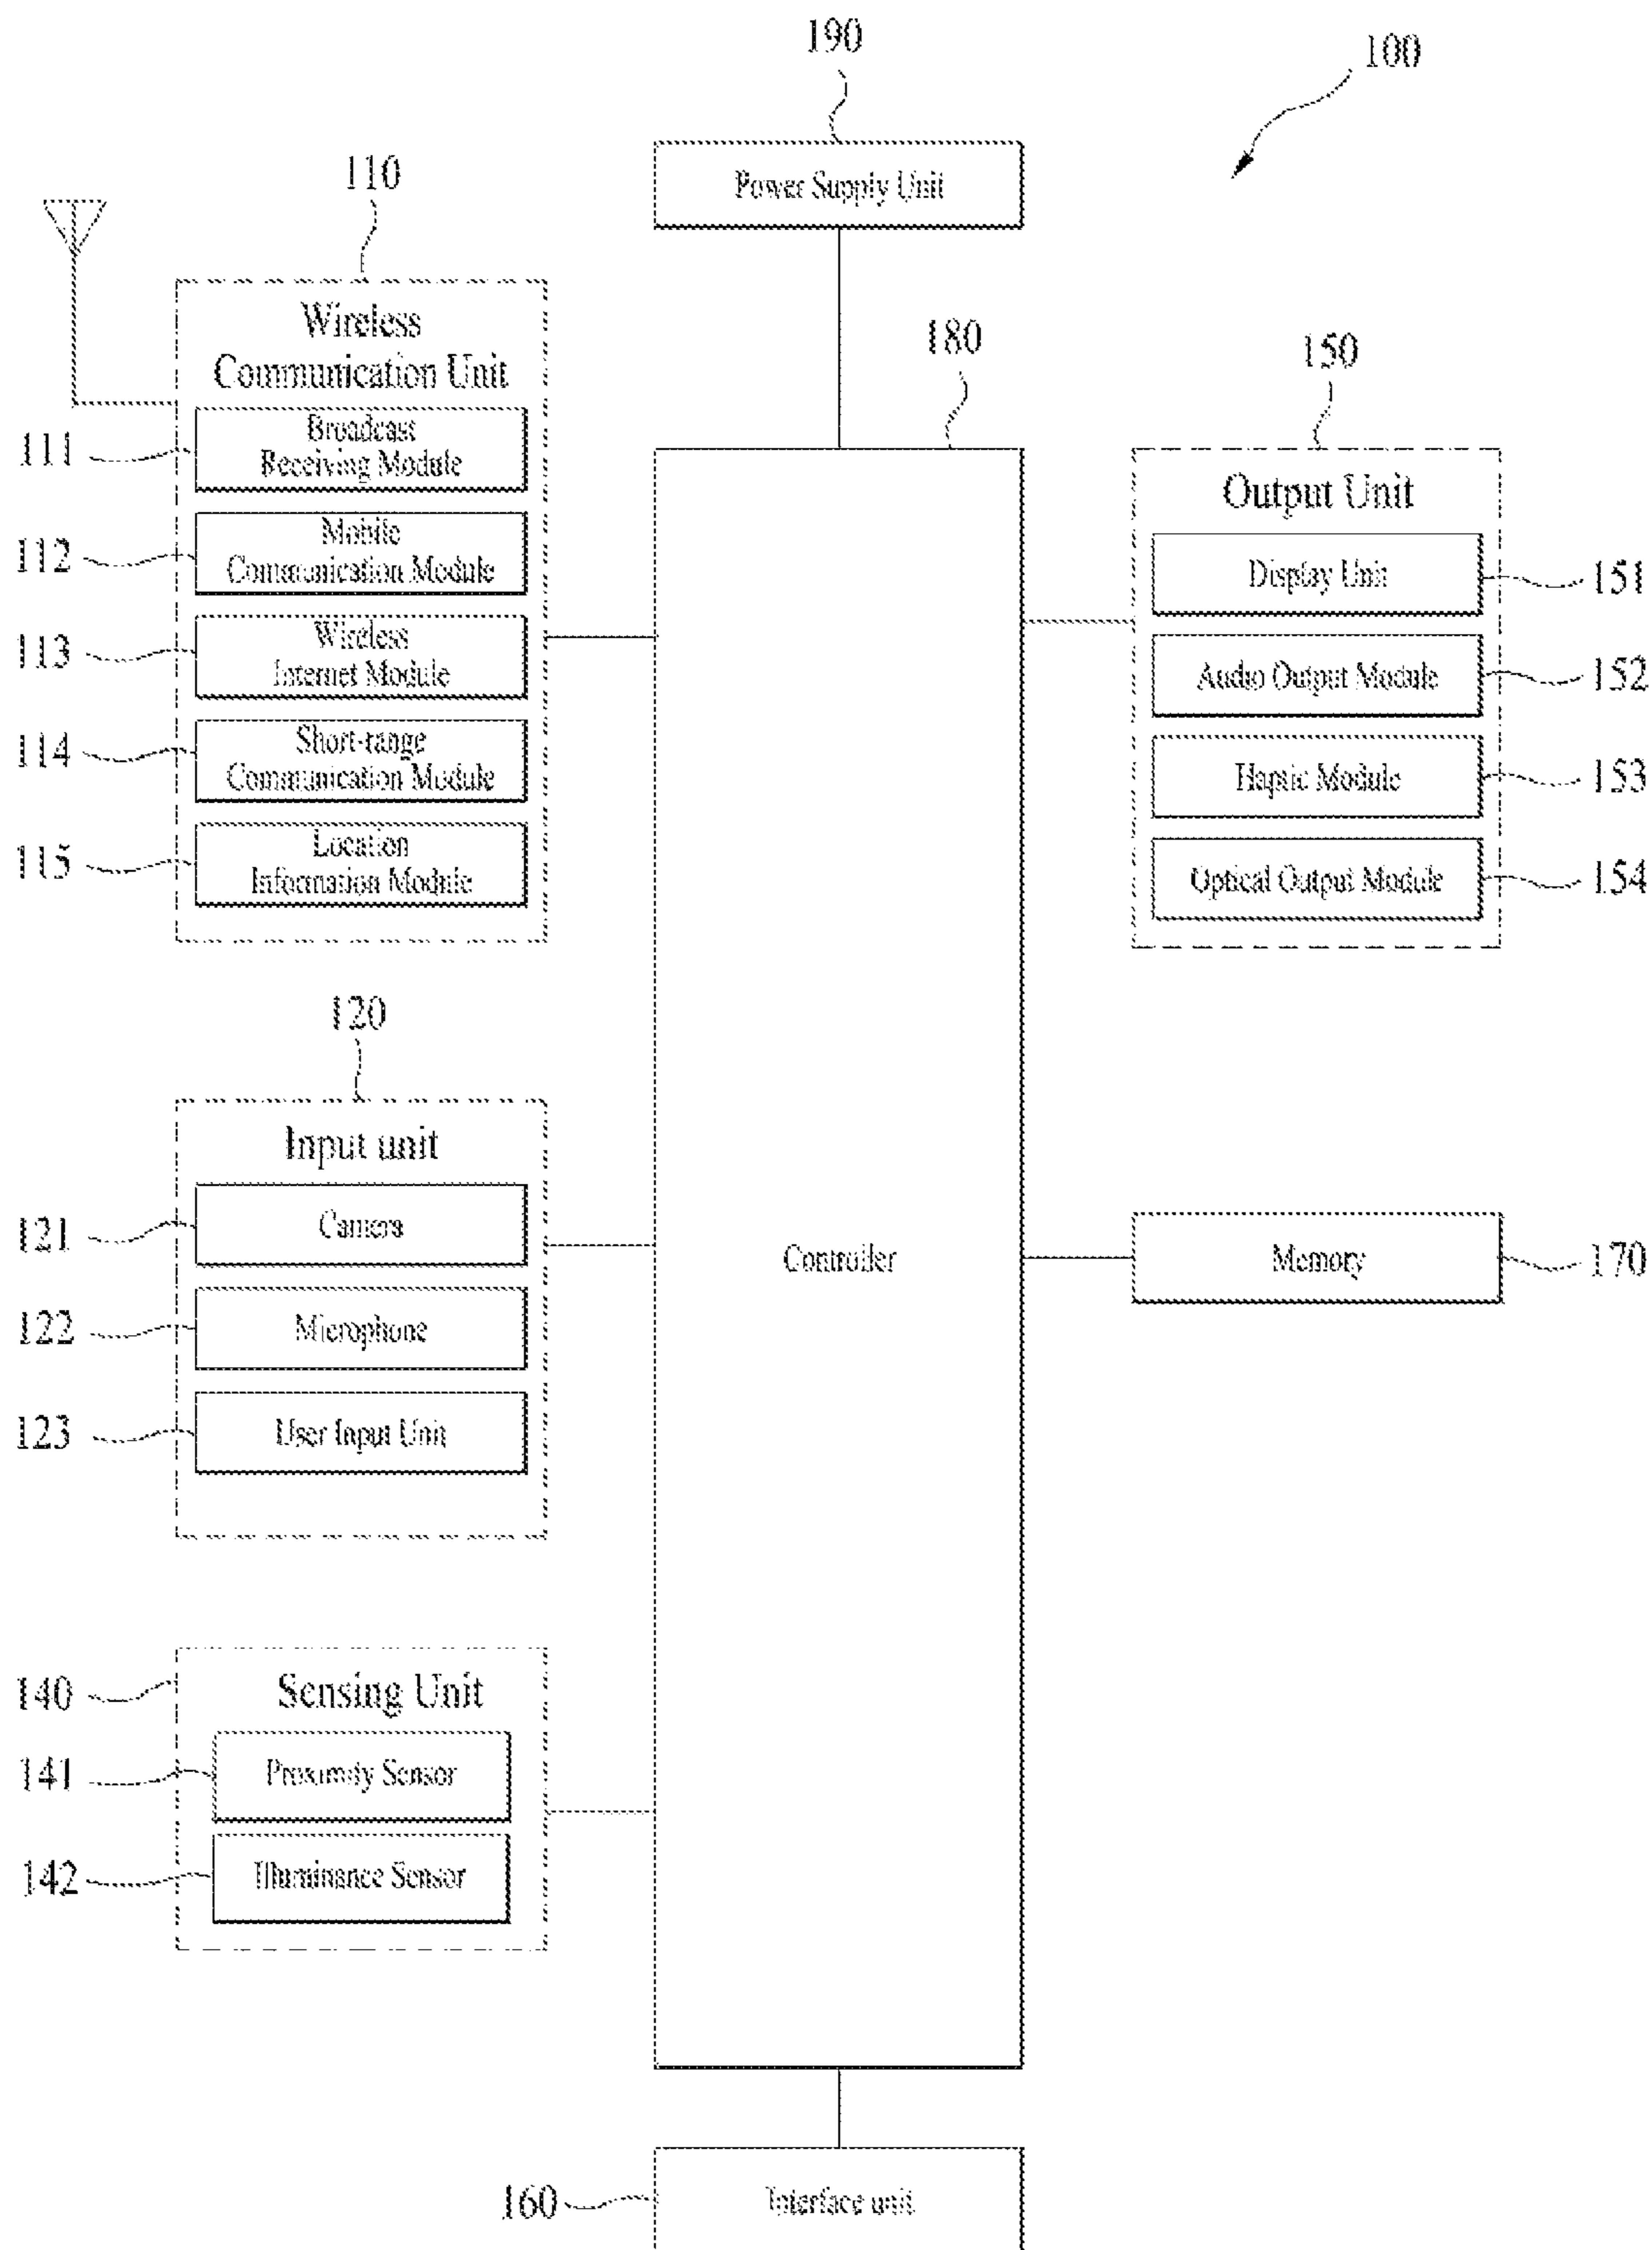 190
100
Power Supply Unit
110
Wireless
Communication Unit
111
Broadcast
Receiving Module
112
Mobile
Communication Module
113
Wireless
Internet Module
114
Short-range
Communication Module
115
Location
Information Module
120
Input unit
121
Camera
122
Microphone
123
User Input Unit
140
Sensing Unit
141
Proximity Sensor
142
Illuminance Sensor
180
Controller
150
Output Unit
Display Unit
151
Audio Output Module
152
Haptic Module
153
Optical Output Module
154
Memory
170
160
Interface unit